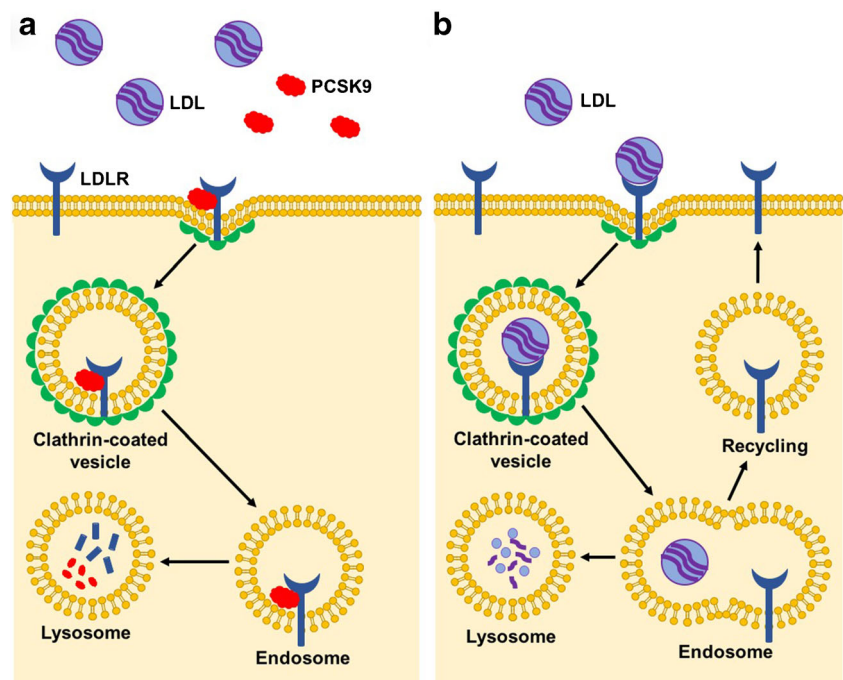 a
LDL
PCSK9
LDLR
Clathrin-coated
vesicle
Lysosome
Endosome
b
LDL
Clathrin-coated
vesicle
Recycling
Lysosome
Endosome